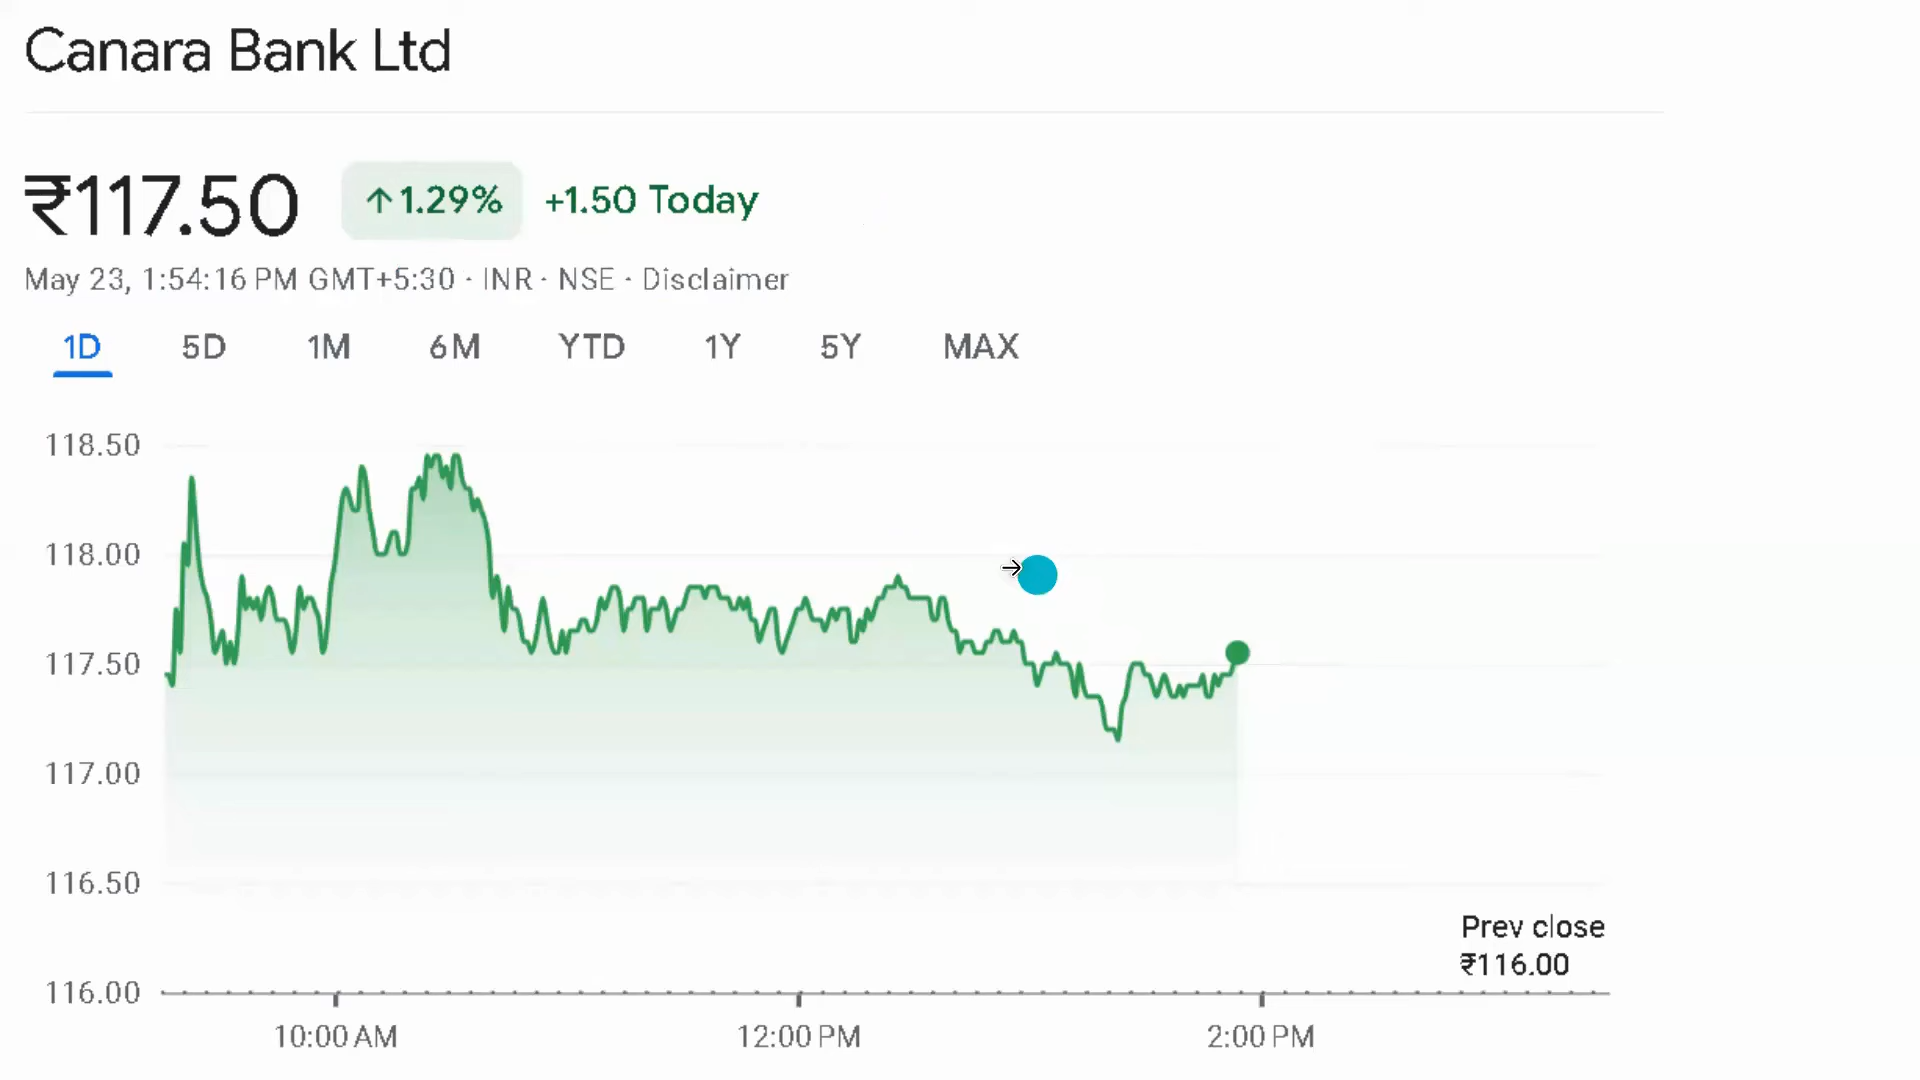 Canara Bank Ltd
₹117.50 ↑1.29% +1.50 Today
May 23, 1:54:16 PM GMT+5:30 · INR · NSE · Disclaimer
1D 5D 1M 6M YTD 1Y 5Y MAX
118.50
118.00
117.50
117.00
116.50
Prev close
₹116.00
116.00
10:00 AM 12:00 PM 2:00 PM